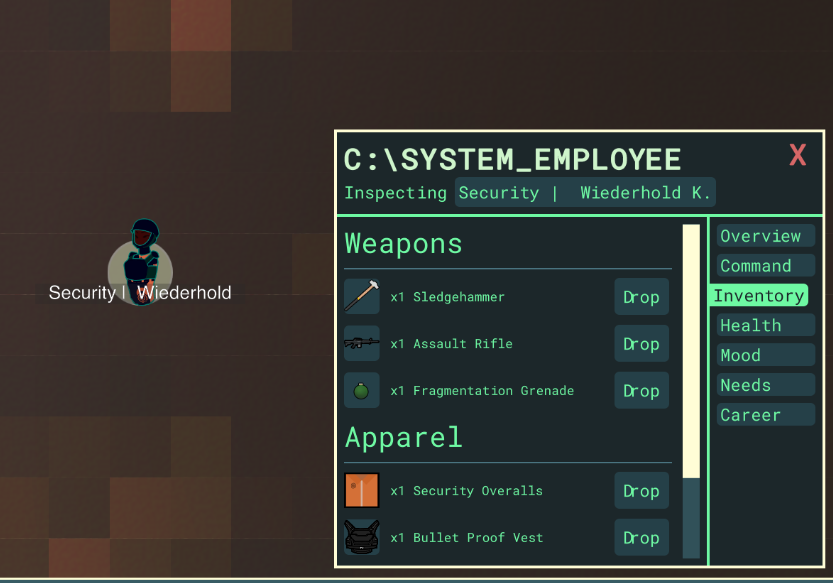 C:\SYSTEM_EMPLOYEE
X
Inspecting Security | Wiederhold K.
Weapons
x1 Sledgehammer Drop
x1 Assault Rifle Drop
x1 Fragmentation Grenade Drop
Apparel
x1 Security Overalls Drop
x1 Bullet Proof Vest Drop
Overview
Command
Inventory
Health
Mood
Needs
Career
Security | Wiederhold